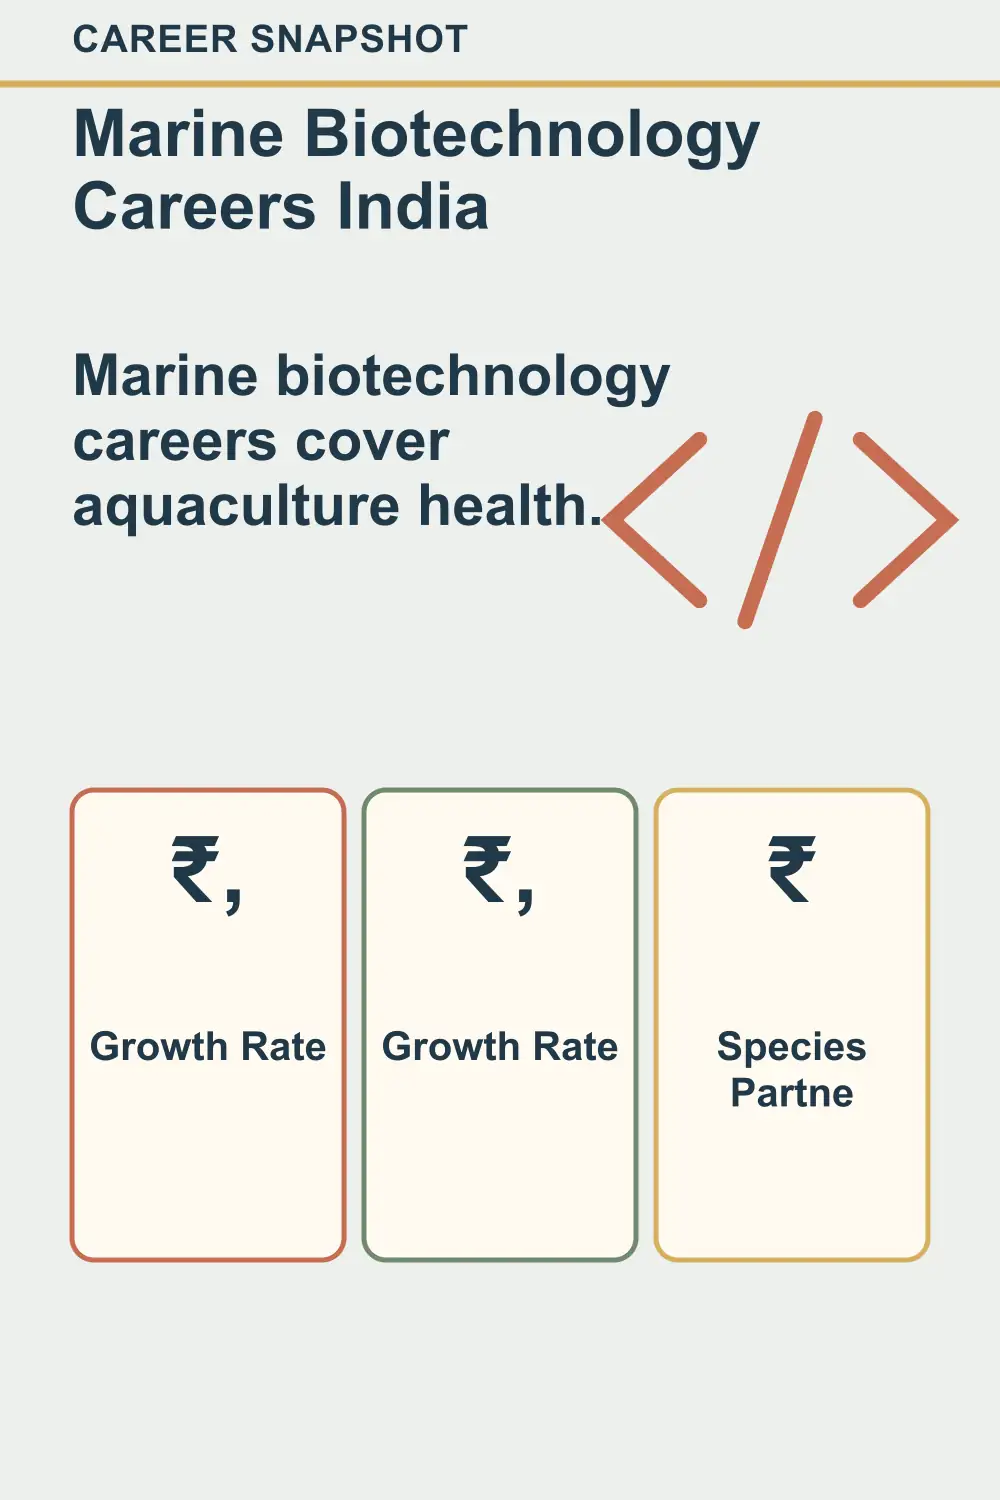 CAREER SNAPSHOT
Marine Biotechnology
Careers India
Marine biotechnology
careers cover
aquaculture health.
₹,
Growth Rate
₹,
Growth Rate
₹
Species
Partne